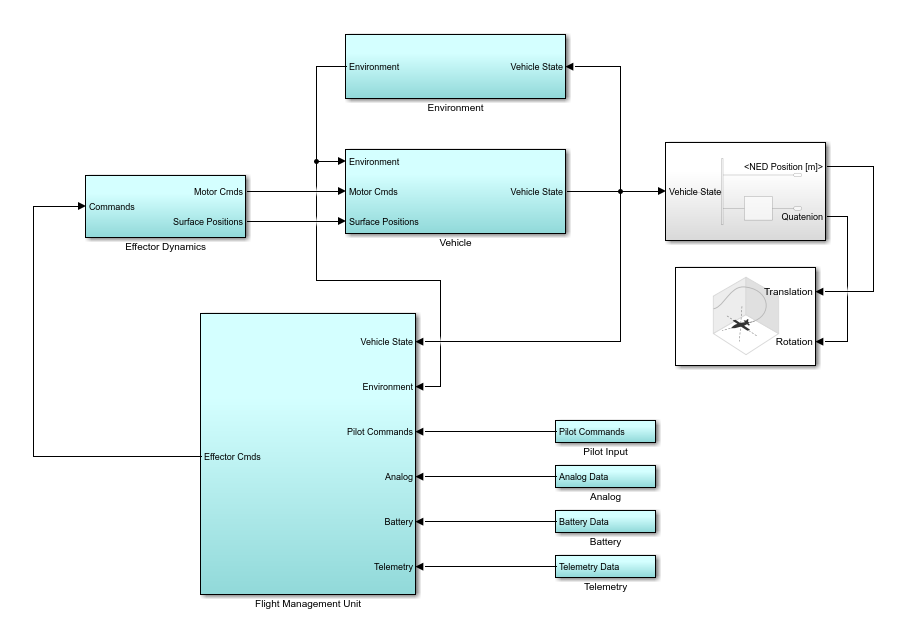 Environment
Vehicle State
Environment
Environment
Motor Cmds
Surface Positions
Vehicle State
Vehicle
Commands
Motor Cmds
Surface Positions
Effector Dynamics
Vehicle State
<NED Position [m]>
Quatenion
Translation
Rotation
Vehicle State
Environment
Pilot Commands
Analog
Battery
Telemetry
Effector Cmds
Flight Management Unit
Pilot Commands
Pilot Input
Analog Data
Analog
Battery Data
Battery
Telemetry Data
Telemetry